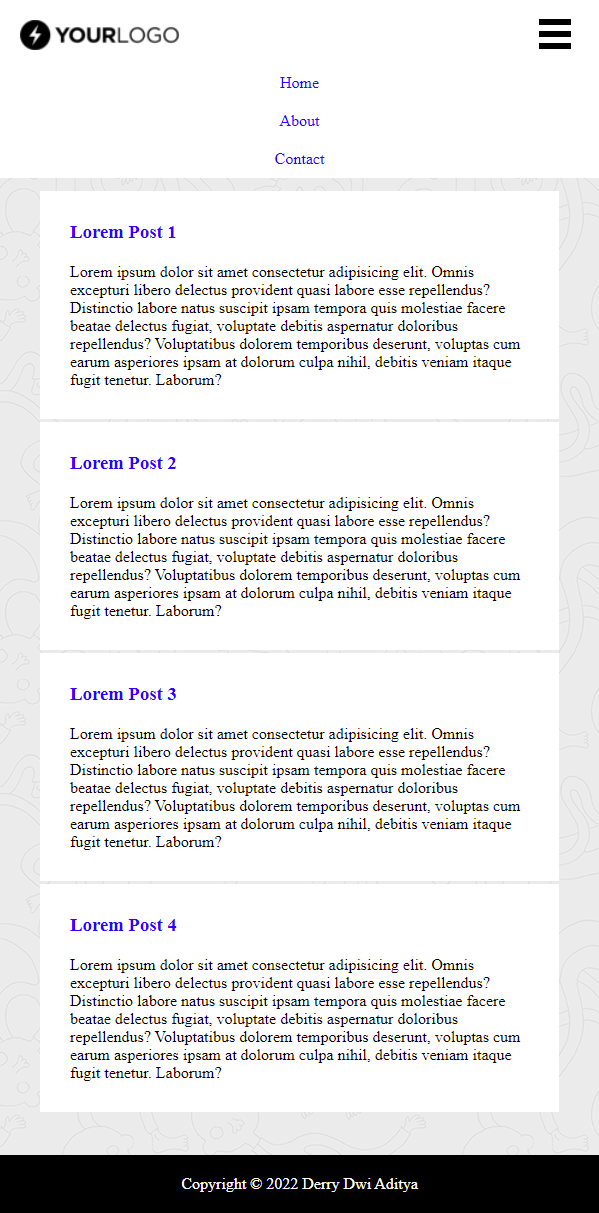 YOURLOGO
Home
About
Contact
Lorem Post 1
Lorem ipsum dolor sit amet consectetur adipisicing elit. Omnis
excepturi libero delectus provident quasi labore esse repellendus?
Distinctio labore natus suscipit ipsam tempora quis molestiae facere
beatae delectus fugiat, voluptate debitis aspernatur doloribus
repellendus? Voluptatibus dolorem temporibus deserunt, voluptas cum
earum asperiores ipsam at dolorum culpa nihil, debitis veniam itaque
fugit tenetur. Laborum?
Lorem Post 2
Lorem ipsum dolor sit amet consectetur adipisicing elit. Omnis
excepturi libero delectus provident quasi labore esse repellendus?
Distinctio labore natus suscipit ipsam tempora quis molestiae facere
beatae delectus fugiat, voluptate debitis aspernatur doloribus
repellendus? Voluptatibus dolorem temporibus deserunt, voluptas cum
earum asperiores ipsam at dolorum culpa nihil, debitis veniam itaque
fugit tenetur. Laborum?
Lorem Post 3
Lorem ipsum dolor sit amet consectetur adipisicing elit. Omnis
excepturi libero delectus provident quasi labore esse repellendus?
Distinctio labore natus suscipit ipsam tempora quis molestiae facere
beatae delectus fugiat, voluptate debitis aspernatur doloribus
repellendus? Voluptatibus dolorem temporibus deserunt, voluptas cum
earum asperiores ipsam at dolorum culpa nihil, debitis veniam itaque
fugit tenetur. Laborum?
Lorem Post 4
Lorem ipsum dolor sit amet consectetur adipisicing elit. Omnis
excepturi libero delectus provident quasi labore esse repellendus?
Distinctio labore natus suscipit ipsam tempora quis molestiae facere
beatae delectus fugiat, voluptate debitis aspernatur doloribus
repellendus? Voluptatibus dolorem temporibus deserunt, voluptas cum
earum asperiores ipsam at dolorum culpa nihil, debitis veniam itaque
fugit tenetur. Laborum?
Copyright © 2022 Derry Dwi Aditya